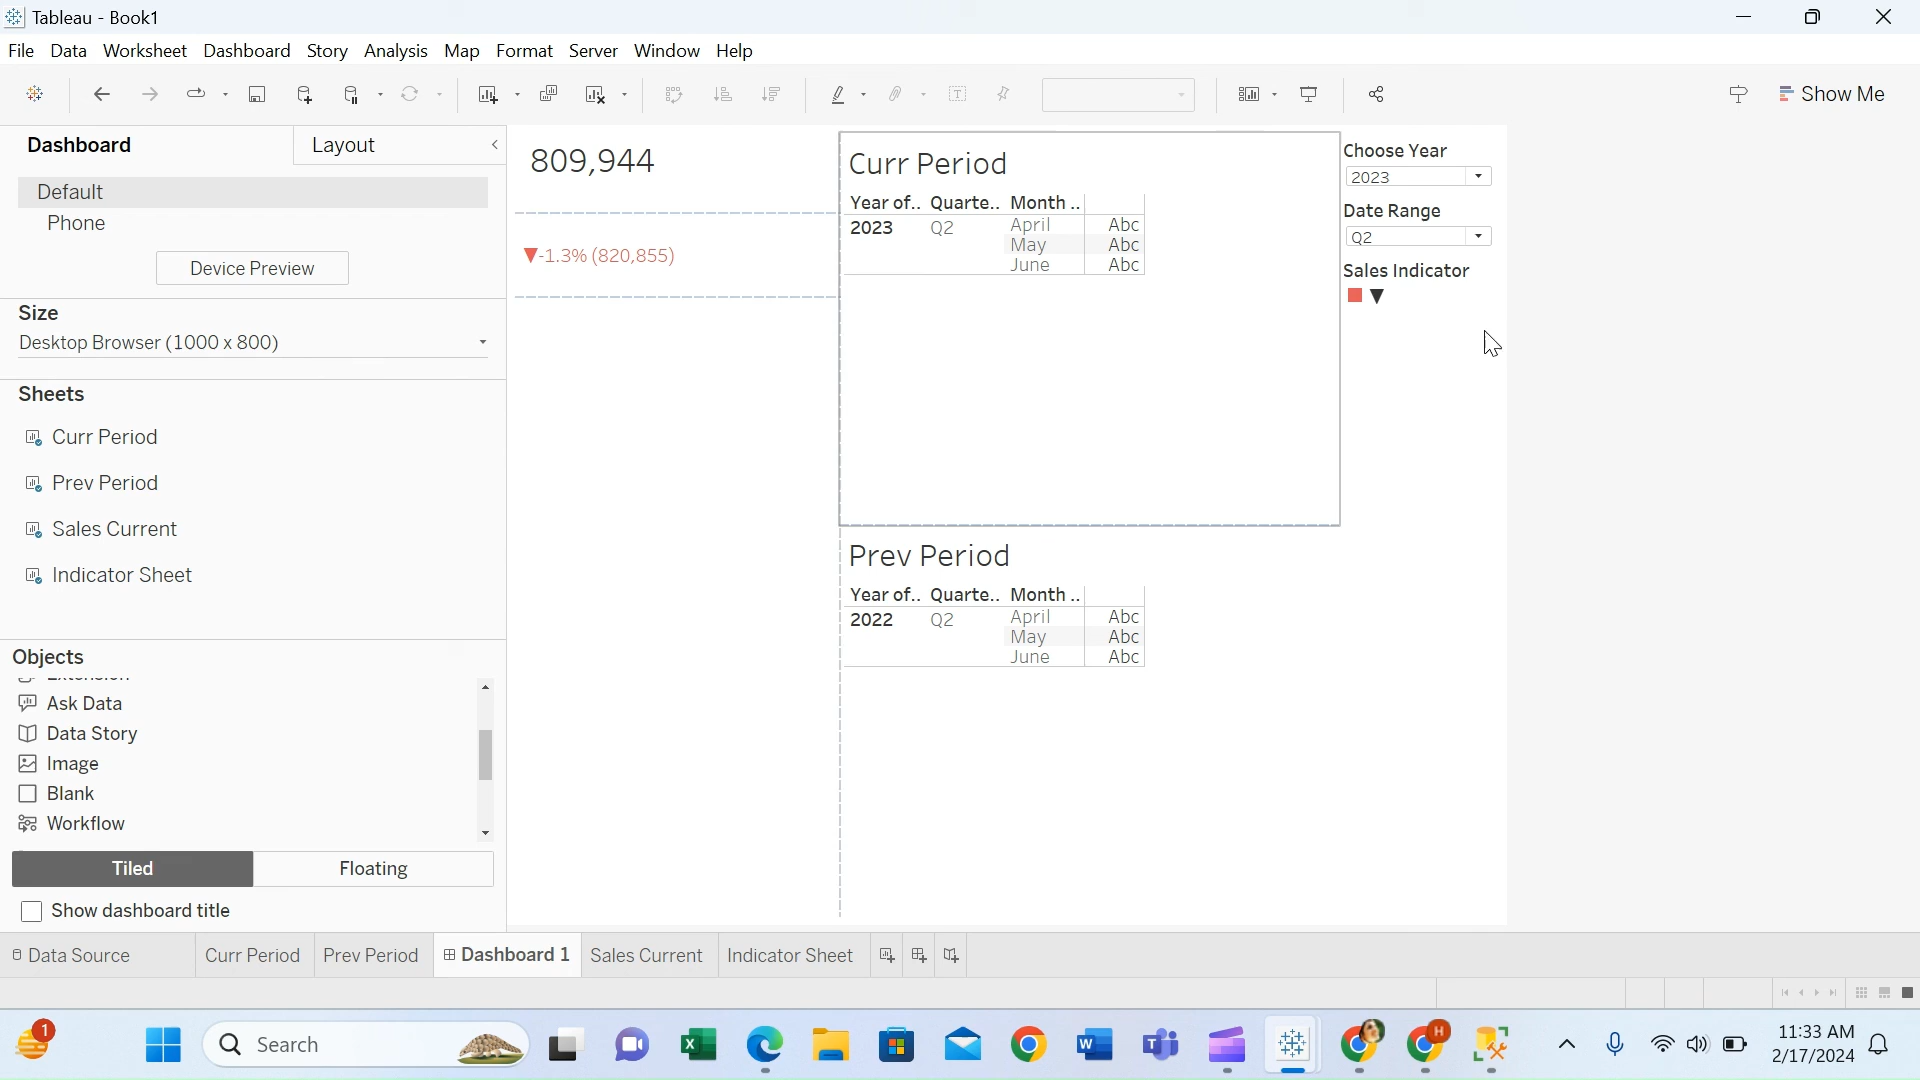 Tableau - Book1
File Data Worksheet Dashboard Story Analysis Map Format Server Window Help
Show Me
Dashboard
Layout
Default
Phone
Device Preview
Size
Desktop Browser (1000 x 800)
Sheets
Curr Period
Prev Period
Sales Current
Indicator Sheet
Objects
Ask Data
Data Story
Image
Blank
Workflow
Tiled
Floating
Show dashboard title
809,944
▼-1.3% (820,855)
Curr Period
Year of.. Quarte.. Month ..
2023 Q2 April Abc
May Abc
June Abc
Prev Period
Year of.. Quarte.. Month ..
2022 Q2 April Abc
May Abc
June Abc
Choose Year
2023
Date Range
Q2
Sales Indicator
Data Source Curr Period Prev Period Dashboard 1 Sales Current Indicator Sheet
1
Search
H
11:33 AM
2/17/2024